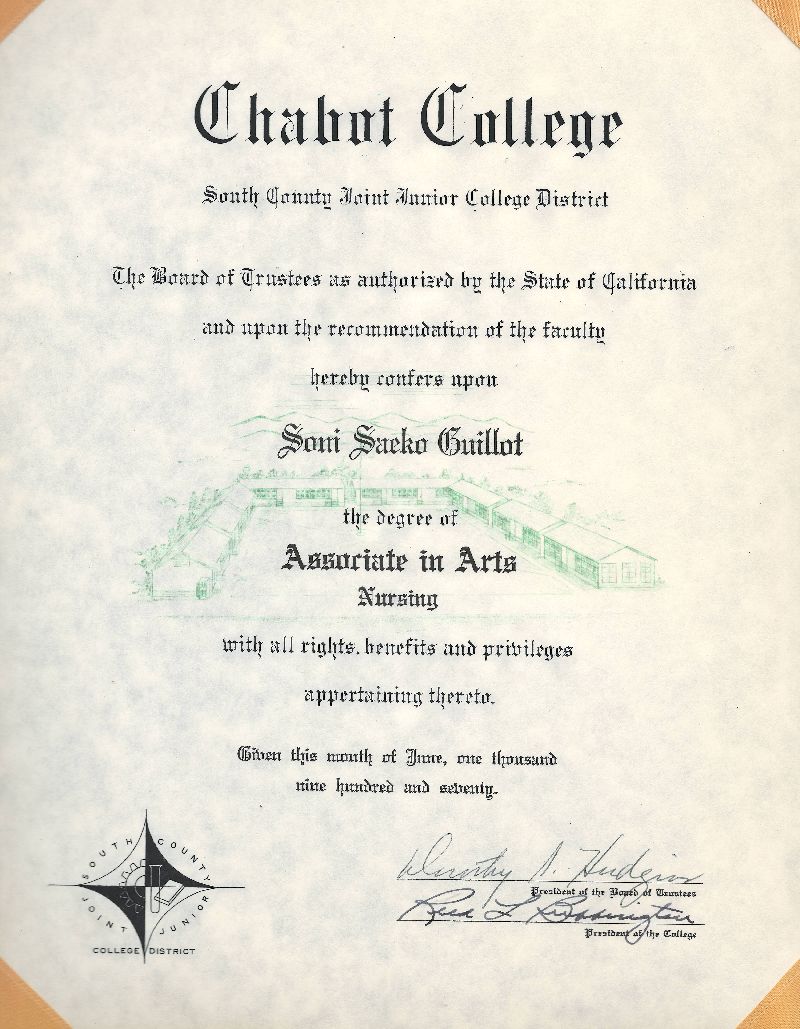 Chabot College
South County Joint Junior College District
The Board of Trustees as authorized by the State of California
and upon the recommendation of the faculty
hereby confers upon
Soni Saeko Guillot
the degree of
Associate in Arts
Nursing
with all rights, benefits and privileges
appertaining thereto.
Given this month of June, one thousand
nine hundred and seventy.
SOUTH COUNTY
JOINT JUNIOR
COLLEGE DISTRICT
Dorothy
President of the Board of Trustees
Reed L. Buffington
President of the College